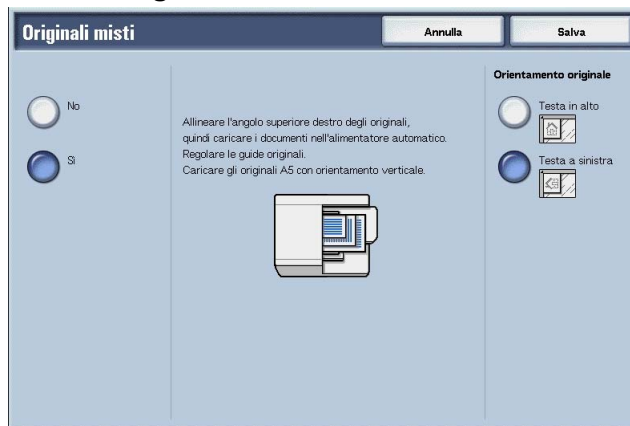 Originali misti
Annulla
Salva
No
Sì
Allineare l'angolo superiore destro degli originali,
quindi caricare i documenti nell'alimentatore automatico.
Regolare le guide originali.
Caricare gli originali A5 con orientamento verticale.
Orientamento originale
Testa in alto
Testa a sinistra